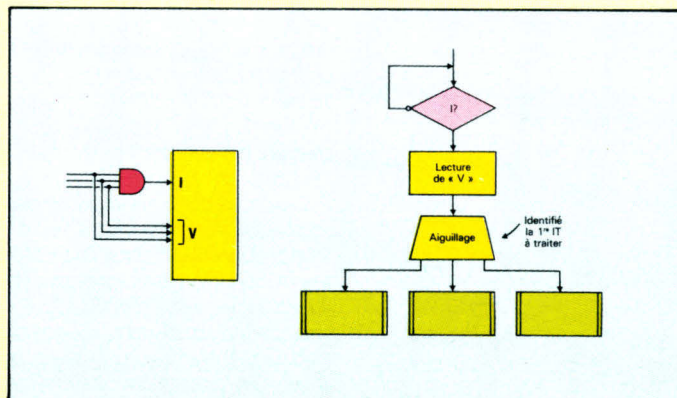 I
V
I?
Lecture
de « V »
Aiguillage
Identifié
la 1re IT
à traiter